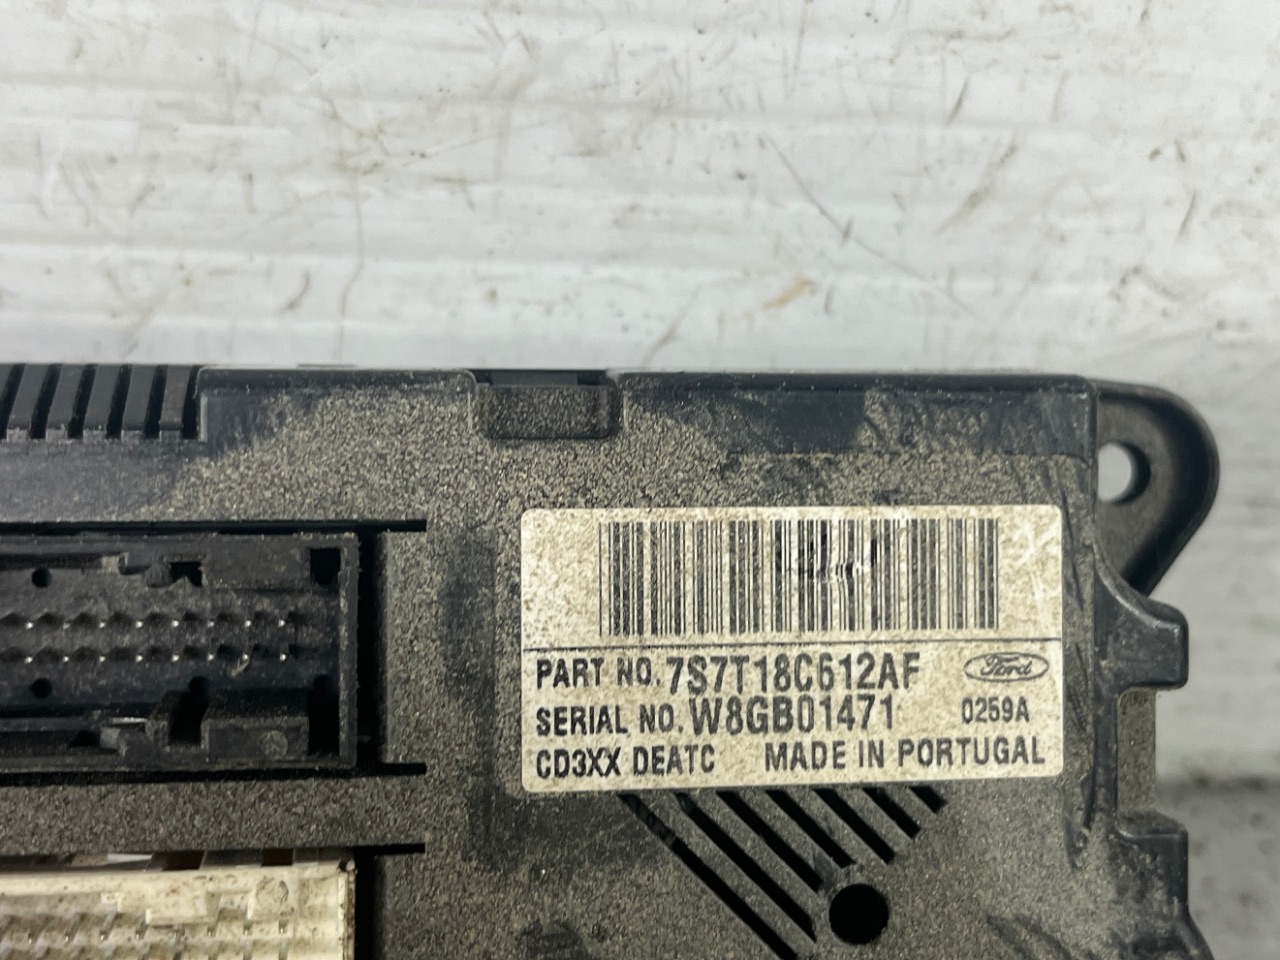 PART NO. 7S7T18C612AF Ford
SERIAL NO. W8GB01471 0259A
CD3XX DEATC MADE IN PORTUGAL